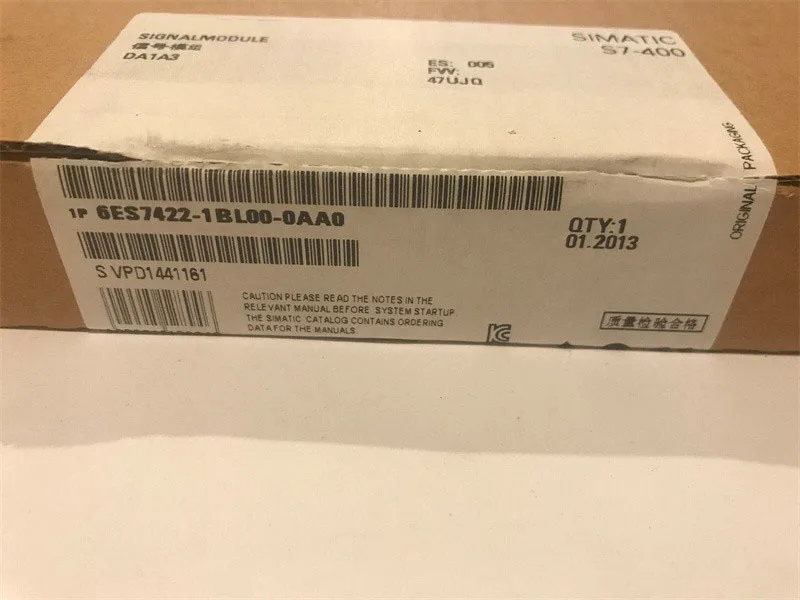 SIGNALMODULE
信号模组
DA1A3
ES: 005
FW:
47UJQ
SIMATIC
S7-400
ORIGINAL PACKAGING
1P 6ES7422-1BL00-0AA0
QTY:1
01.2013
S VPD1441161
CAUTION PLEASE READ THE NOTES IN THE
RELEVANT MANUAL BEFORE SYSTEM STARTUP.
THE SIMATIC CATALOG CONTAINS ORDERING
DATA FOR THE MANUALS
质量检验合格